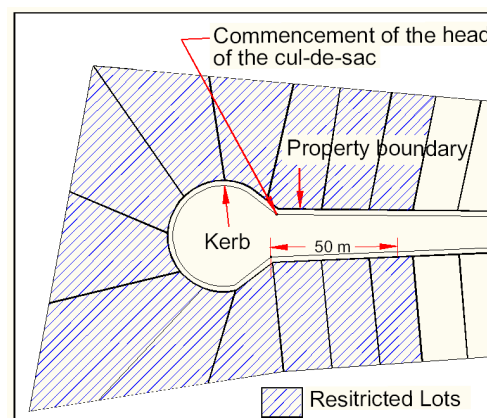 Commencement of the head
of the cul-de-sac
Property boundary
Kerb
50 m
Resitricted Lots